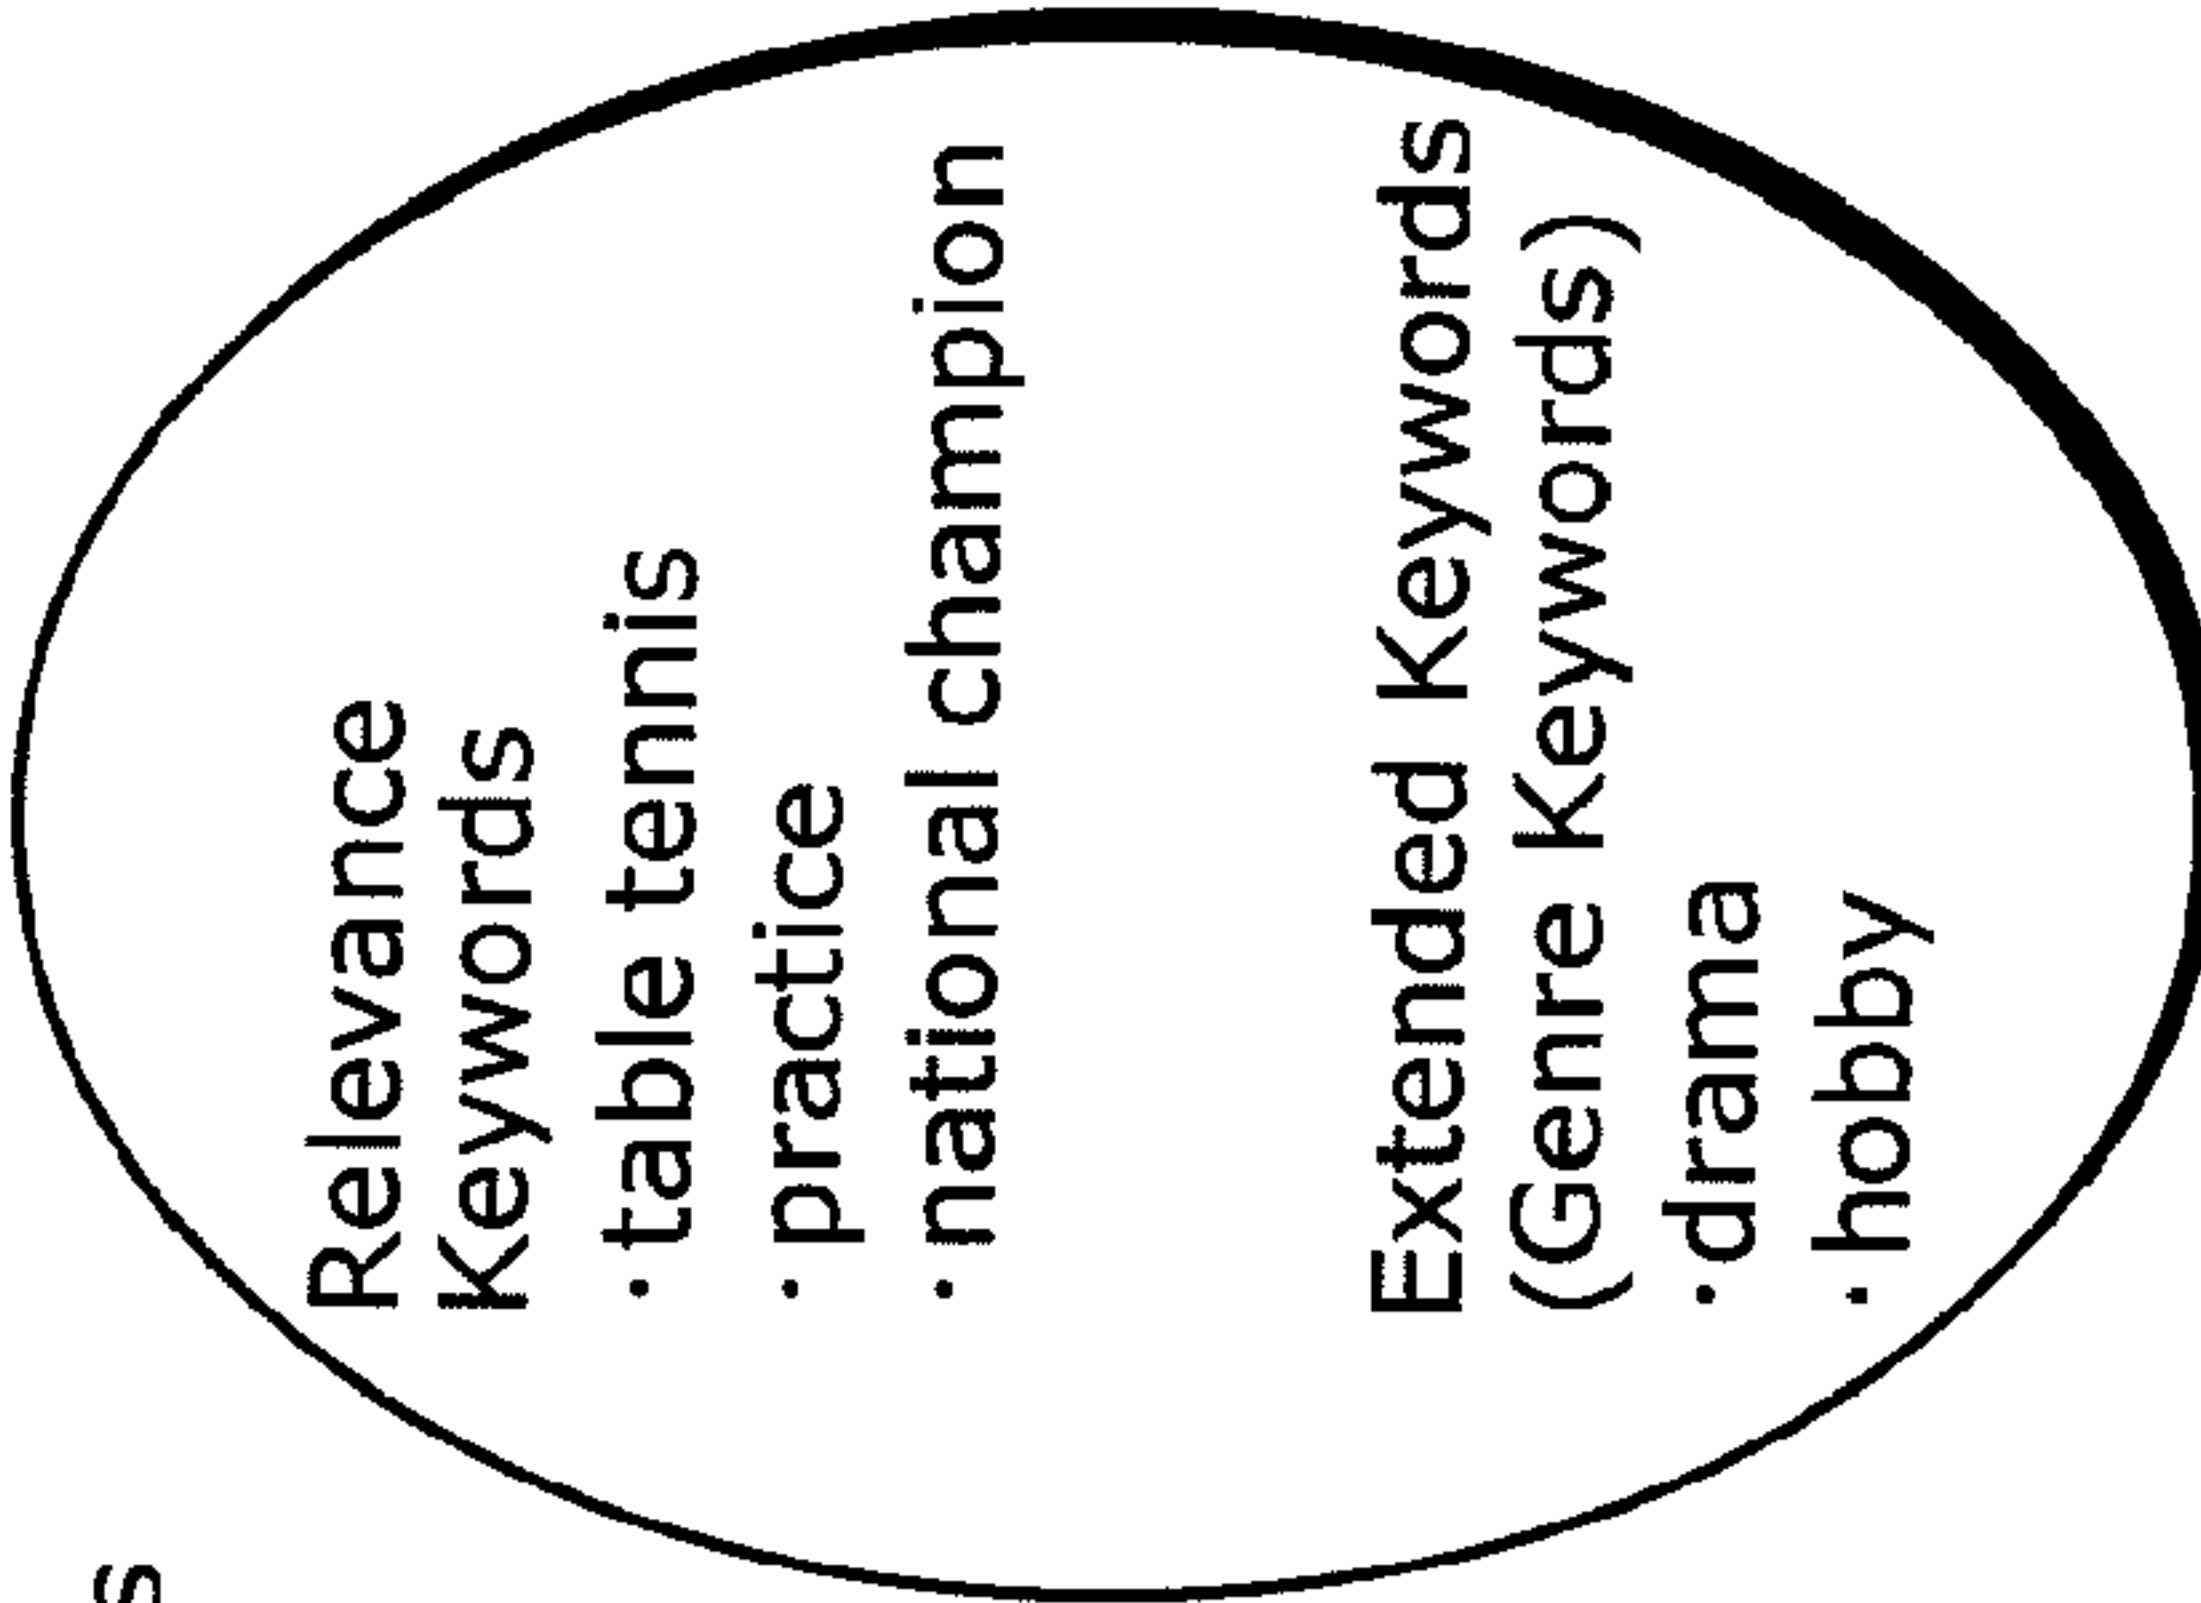 Relevance
Keywords
・table tennis
・practice
・national champion
Extended Keywords
(Genre Keywords)
・drama
・hobby
s